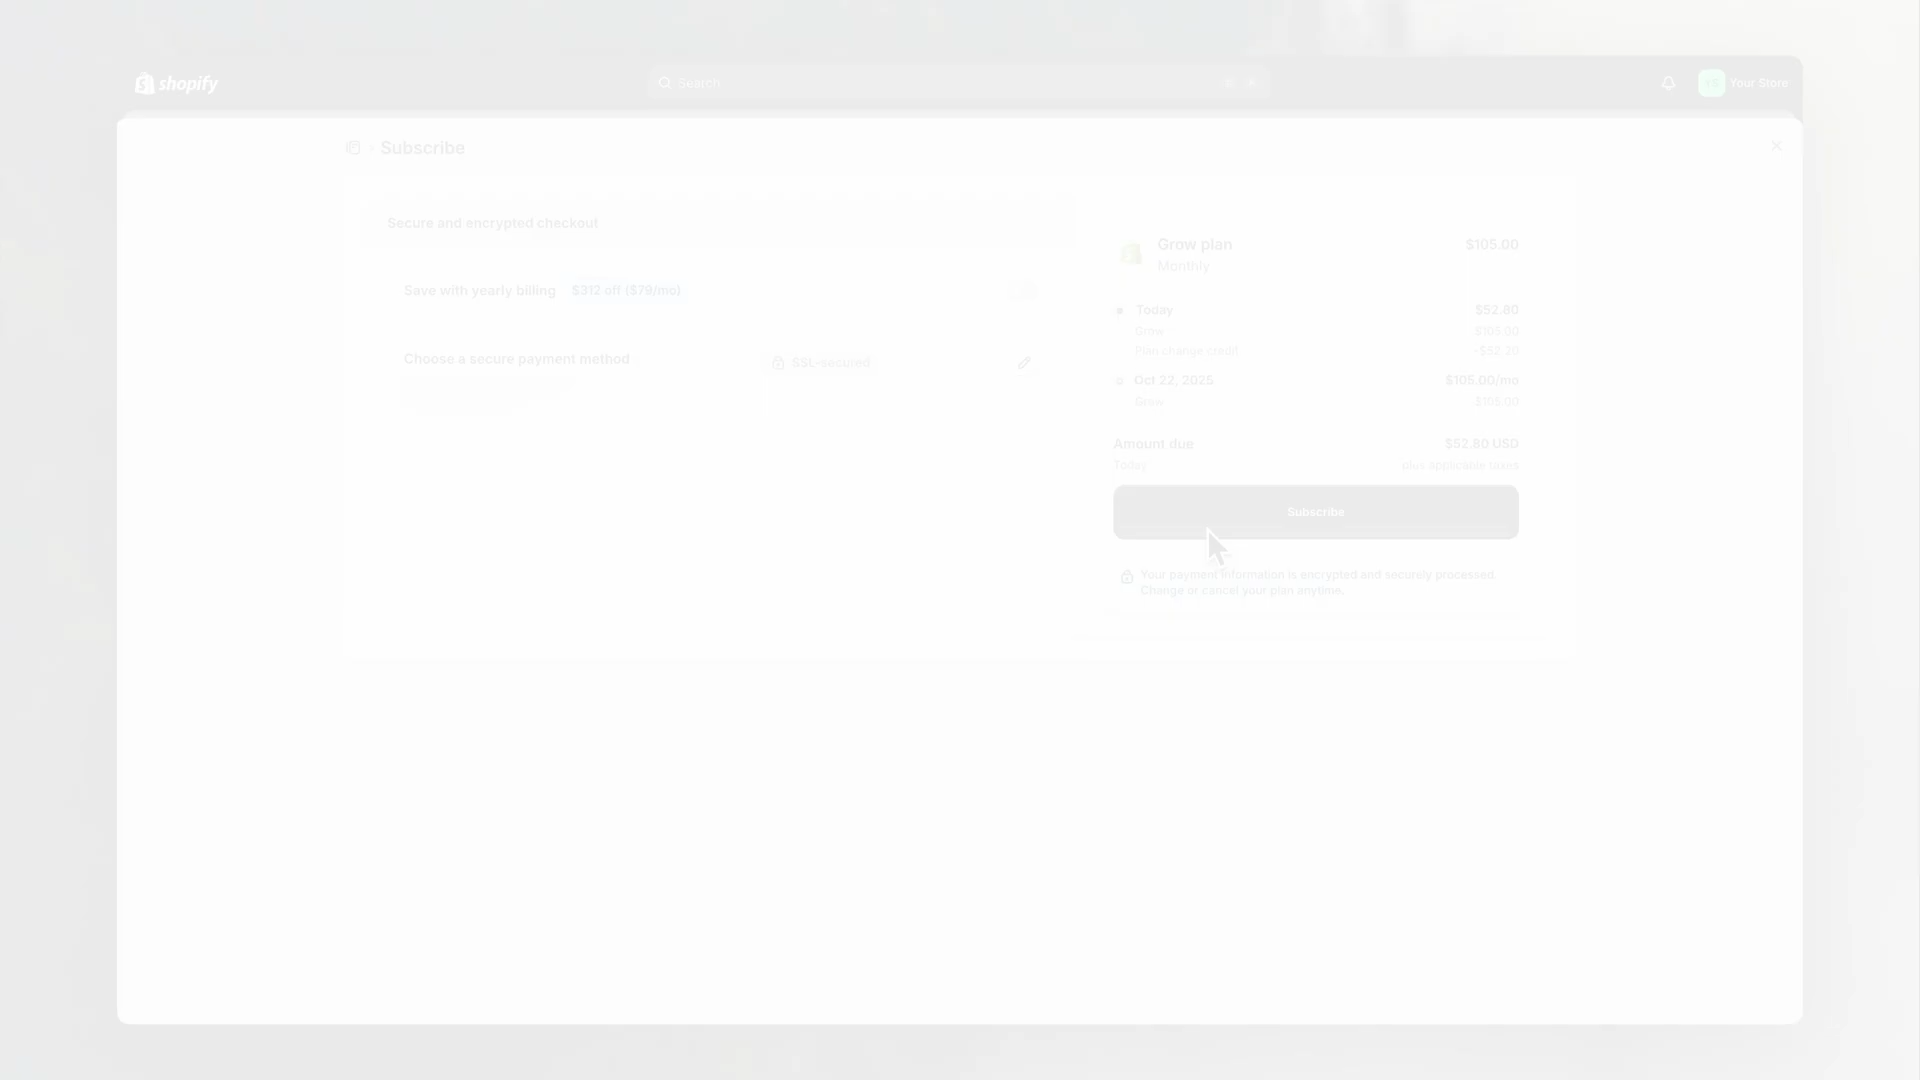 shopify
Search
Your Store
Subscribe
Secure and encrypted checkout
Save with yearly billing $312 off ($79/mo)
Choose a secure payment method SSL-secured
Grow plan $105.00
Monthly
Today $52.80
Grow $105.00
Plan change credit -$52.20
Oct 22, 2025 $105.00/mo
Grow $105.00
Amount due $52.80 USD
Today plus applicable taxes
Subscribe
Your payment information is encrypted and securely processed.
Change or cancel your plan anytime.